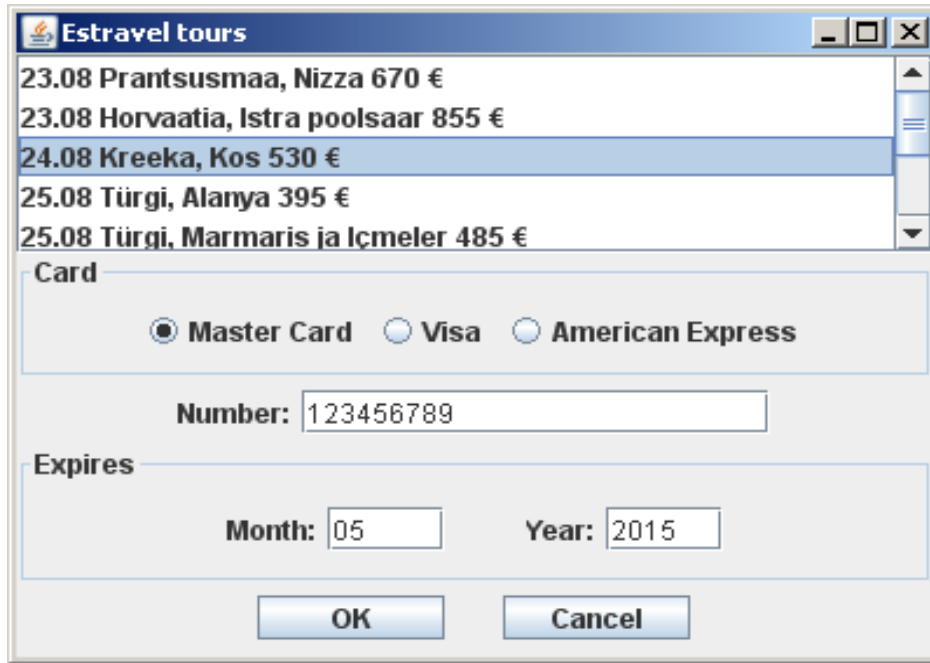 Estravel tours
23.08 Prantsusmaa, Nizza 670 €
23.08 Horvaatia, Istra poolsaar 855 €
24.08 Kreeka, Kos 530 €
25.08 Türgi, Alanya 395 €
25.08 Türgi, Marmaris ja Içmeler 485 €
Card
Master Card Visa American Express
Number: 123456789
Expires
Month: 05 Year: 2015
OK Cancel